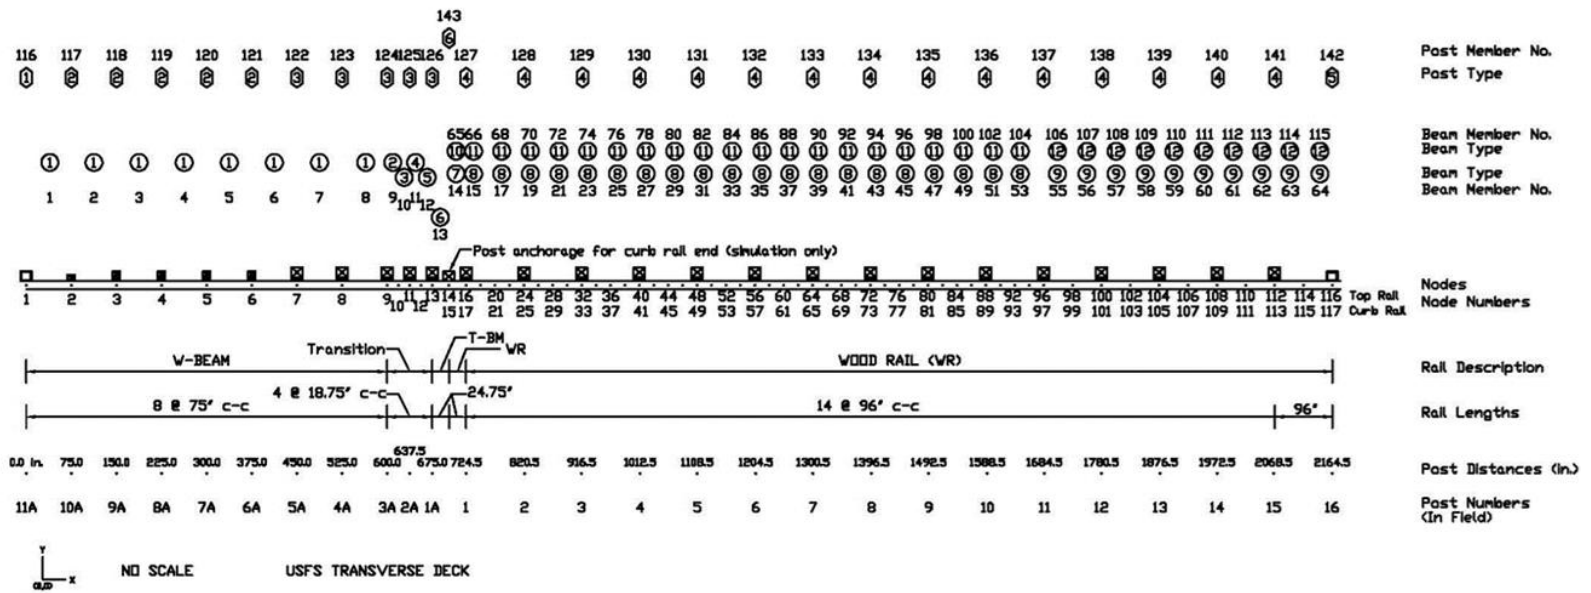 143
6
116 117 118 119 120 121 122 123 124 125 126 127 128 129 130 131 132 133 134 135 136 137 138 139 140 141 142 Post Member No.
1 2 2 2 2 2 3 3 3 3 3 4 4 4 4 4 4 4 4 4 4 4 4 4 4 4 5 Post Type
65 66 68 70 72 74 76 78 80 82 84 86 88 90 92 94 96 98 100 102 104 106 107 108 109 110 111 112 113 114 115 Beam Member No.
10 11 11 11 11 11 11 11 11 11 11 11 11 11 11 11 11 11 11 11 11 12 12 12 12 12 12 12 12 12 12 Beam Type
1 1 1 1 1 1 1 1 2 4
3 5 7 8 8 8 8 8 8 8 8 8 8 8 8 8 8 8 8 8 8 8 8 9 9 9 9 9 9 9 9 9 9 Beam Type
14 15 17 19 21 23 25 27 29 31 33 35 37 39 41 43 45 47 49 51 53 55 56 57 58 59 60 61 62 63 64 Beam Member No.
1 2 3 4 5 6 7 8 9 11
10 12
6
13
Post anchorage for curb rail end (simulation only)
Nodes
1 2 3 4 5 6 7 8 9 11 13 14 16 20 24 28 32 36 40 44 48 52 56 60 64 68 72 76 80 84 88 92 96 98 100 102 104 106 108 110 112 114 116 Top Rail
10 12 Node Numbers
15 17 21 25 29 33 37 41 45 49 53 57 61 65 69 73 77 81 85 89 93 97 99 101 103 105 107 109 111 113 115 117 Curb Rail
T-BM
W-BEAM Transition WR WOOD RAIL (WR)
Rail Description
4 @ 18.75" c-c 24.75"
8 @ 75" c-c 14 @ 96" c-c 96" Rail Lengths
637.5
0.0 in. 75.0 150.0 225.0 300.0 375.0 450.0 525.0 600.0 675.0 724.5 820.5 916.5 1012.5 1108.5 1204.5 1300.5 1396.5 1492.5 1588.5 1684.5 1780.5 1876.5 1972.5 2068.5 2164.5 Post Distances (in.)
11A 10A 9A 8A 7A 6A 5A 4A 3A 2A 1A 1 2 3 4 5 6 7 8 9 10 11 12 13 14 15 16 Post Numbers
(In Field)
Y
X
NO SCALE USFS TRANSVERSE DECK